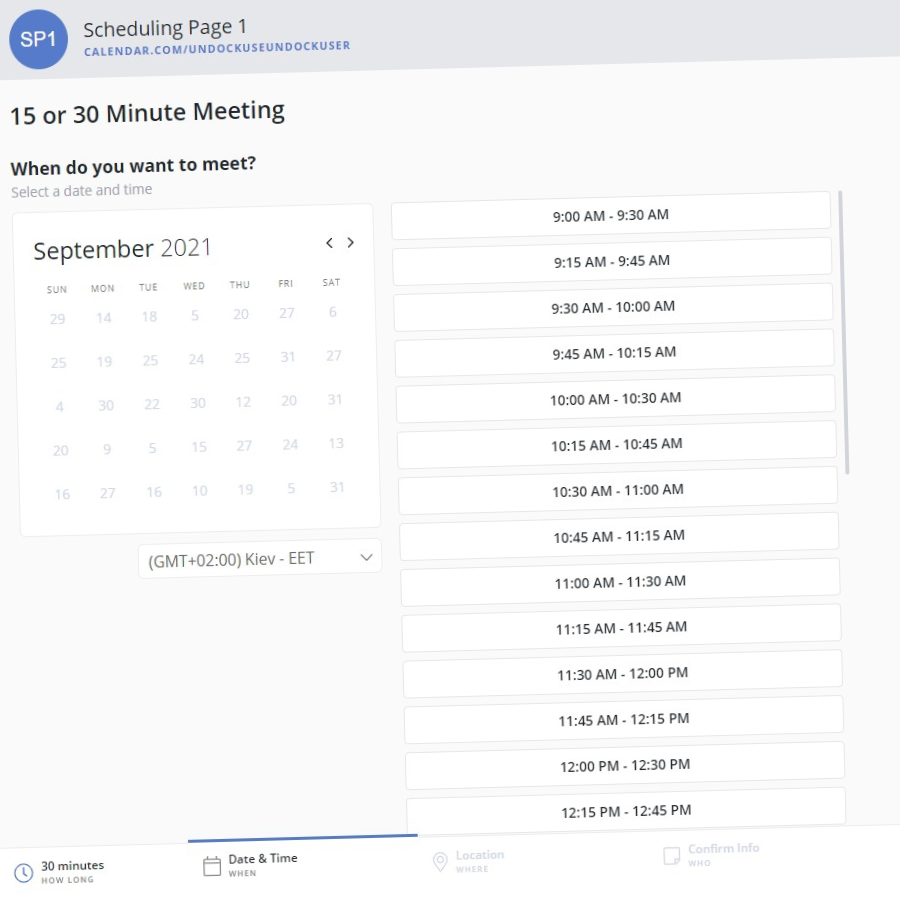 SP1
Scheduling Page 1
CALENDAR.COM/UNDOCKUSEUNDOCKUSER
15 or 30 Minute Meeting
When do you want to meet?
Select a date and time
September 2021
SUN MON TUE WED THU FRI SAT
29 14 18 5 20 27 6
25 19 25 24 25 31 27
4 30 22 30 12 20 31
20 9 5 15 27 24 13
16 27 16 10 19 5 31
(GMT+02:00) Kiev - EET
9:00 AM - 9:30 AM
9:15 AM - 9:45 AM
9:30 AM - 10:00 AM
9:45 AM - 10:15 AM
10:00 AM - 10:30 AM
10:15 AM - 10:45 AM
10:30 AM - 11:00 AM
10:45 AM - 11:15 AM
11:00 AM - 11:30 AM
11:15 AM - 11:45 AM
11:30 AM - 12:00 PM
11:45 AM - 12:15 PM
12:00 PM - 12:30 PM
12:15 PM - 12:45 PM
30 minutes
HOW LONG
Date & Time
WHEN
Location
WHERE
Confirm Info
WHO